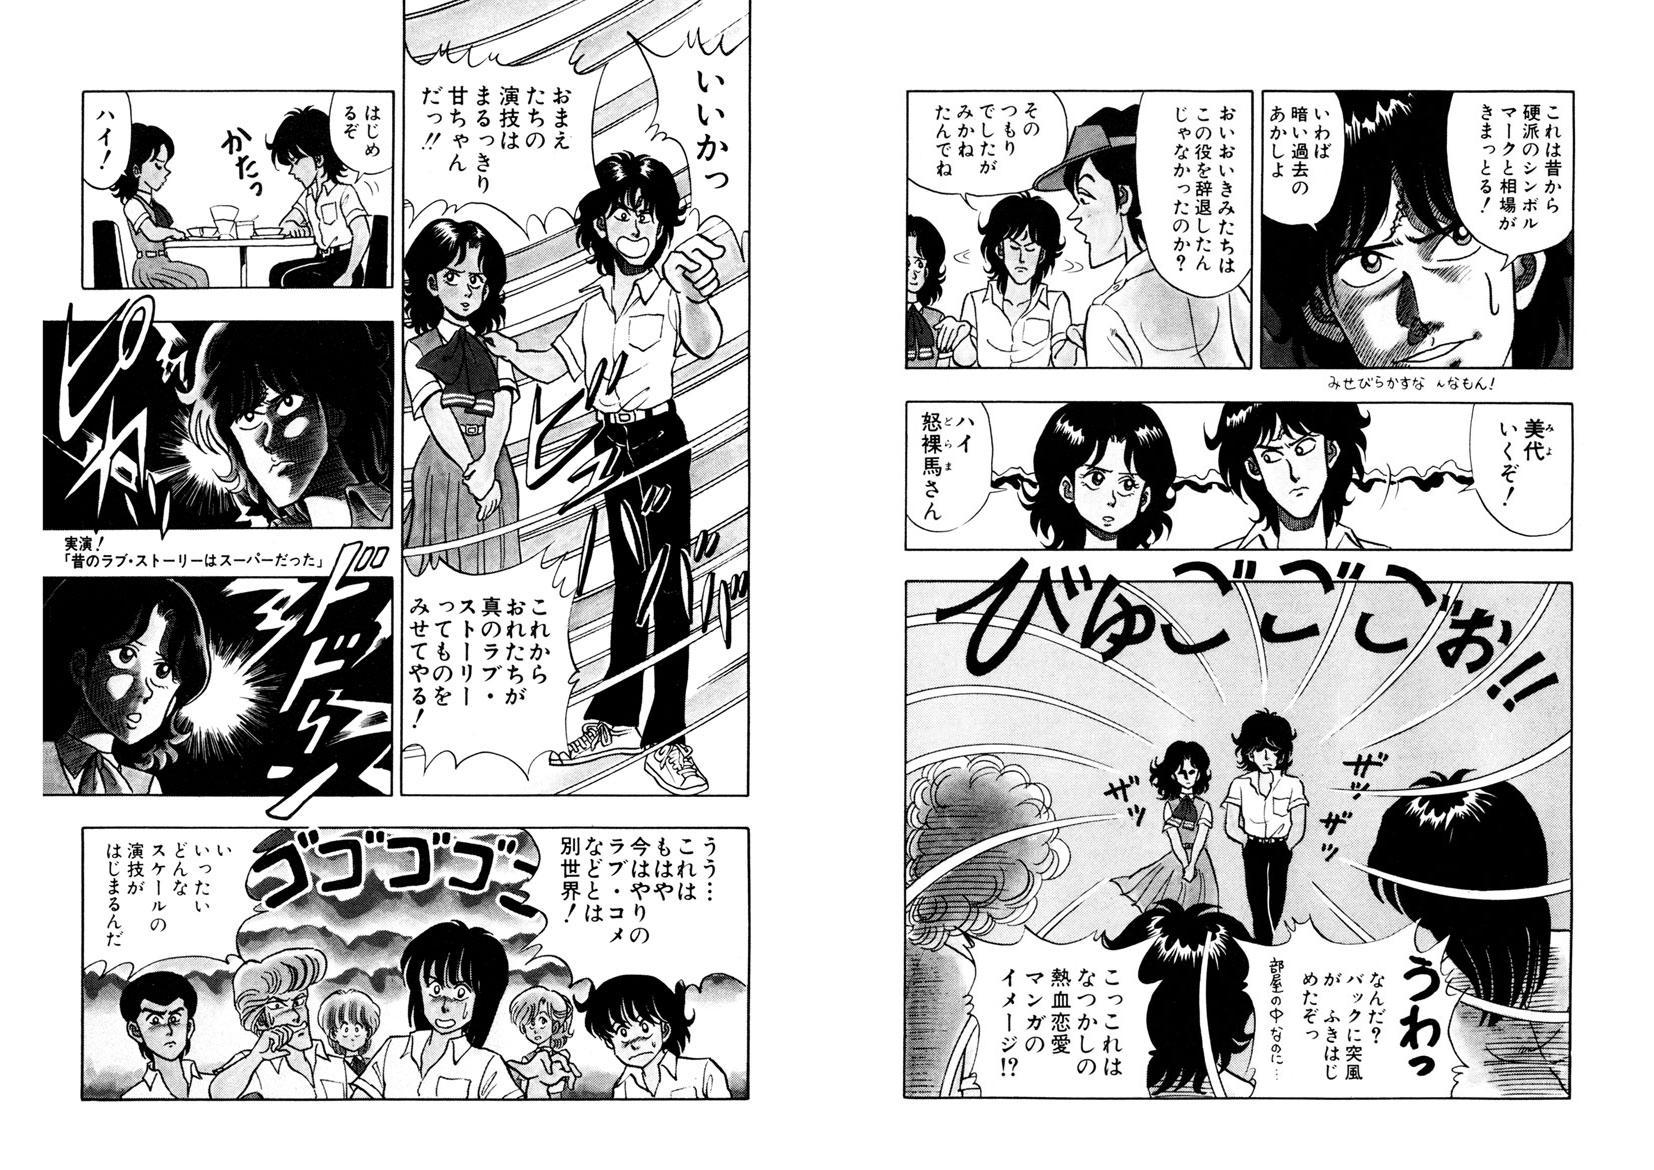 これは昔から
硬派のシンボル
マークと相場が
きまっとる!
いわば
暗い過去の
あかしよ
みせびらかすな んなもん!
おいおいきみたちは
この役を辞退したん
じゃなかったのか?
その
つもり
でしたが
みかね
たんでね
美代
みよ
いくぞ!
ハイ
怒裸馬さん
どらま
びゅごごごごお!!
ザッ
ザッ
ザッ
うわっ
なんだ?
バックに突風
が ふきはじ
めたぞっ
部屋の中なのに…
こっこれは
なつかしの
熱血恋愛
マンガの
イメージ!?
いいかっ
おまえ
たちの
演技は
まるっきり
甘ちゃん
だっ!!
ビュ
これから
おれたちが
真のラブ・
ストーリー
ってものを
みせてやる!
はじめ
るぞ
かたっ
ハイ!
ピピねっ
実演!
「昔のラブ・ストーリーはスーパーだった」
うう…
これは
もはや
今はやりの
ラブ・コメ
などとは
別世界!
ゴゴゴゴゴ
い
いったい
どんな
スケールの
演技が
はじまるんだ